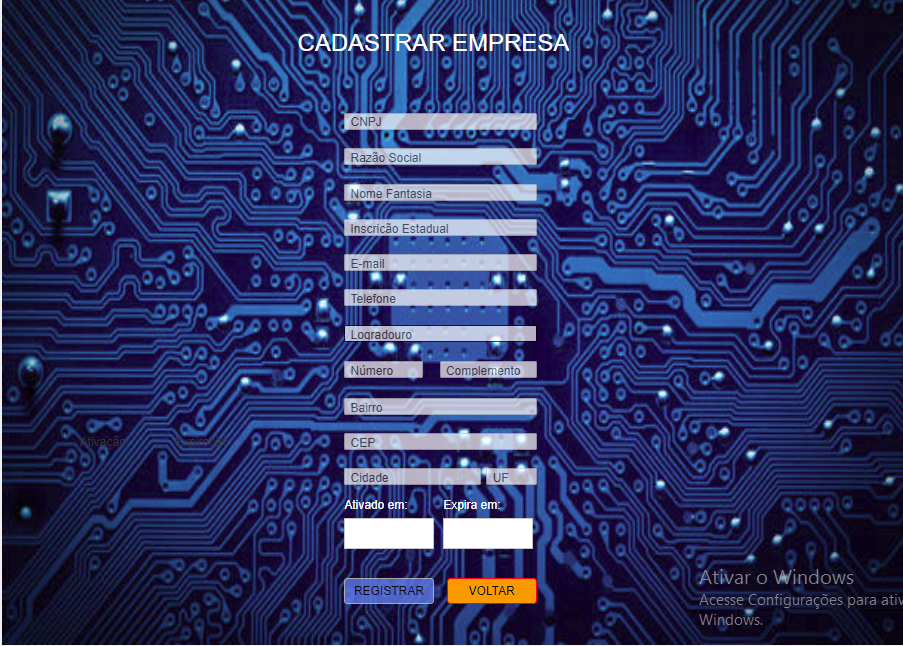 CADASTRAR EMPRESA
CNPJ
Razão Social
Nome Fantasia
Inscrição Estadual
E-mail
Telefone
Logradouro
Número Complemento
Bairro
Ativação Expiração CEP
Cidade UF
Ativado em: Expira em:
REGISTRAR VOLTAR
Ativar o Windows
Acesse Configurações para ativ
Windows.